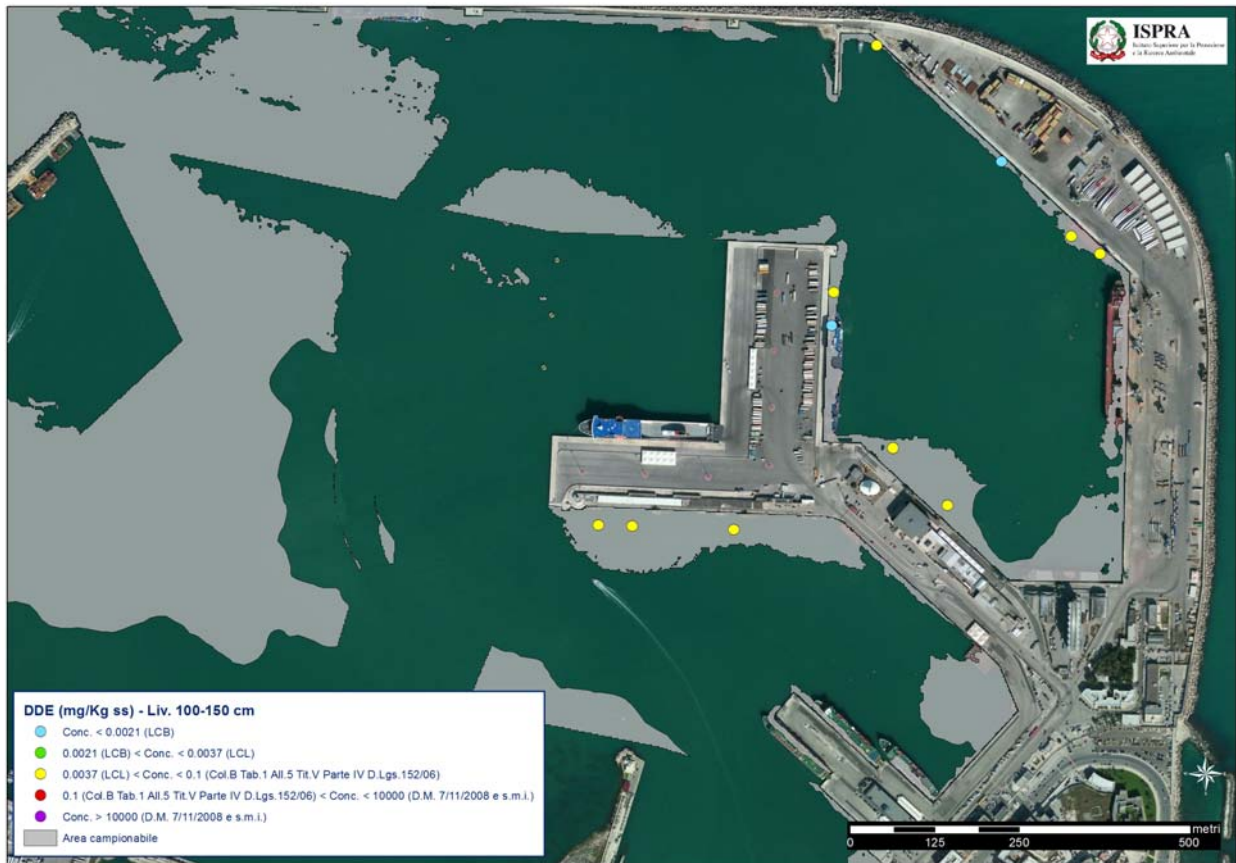 ISPRA
Istituto Superiore per la Protezione
e la Ricerca Ambientale
DDE (mg/Kg ss) - Liv. 100-150 cm
Conc. < 0.0021 (LCB)
0.0021 (LCB) < Conc. < 0.0037 (LCL)
0.0037 (LCL) < Conc. < 0.1 (Col.B Tab.1 All.5 Tit.V Parte IV D.Lgs.152/06)
0.1 (Col.B Tab.1 All.5 Tit.V Parte IV D.Lgs.152/06) < Conc. < 10000 (D.M. 7/11/2008 e s.m.i.)
Conc. > 10000 (D.M. 7/11/2008 e s.m.i.)
Area campionabile
metri
0 125 250 500